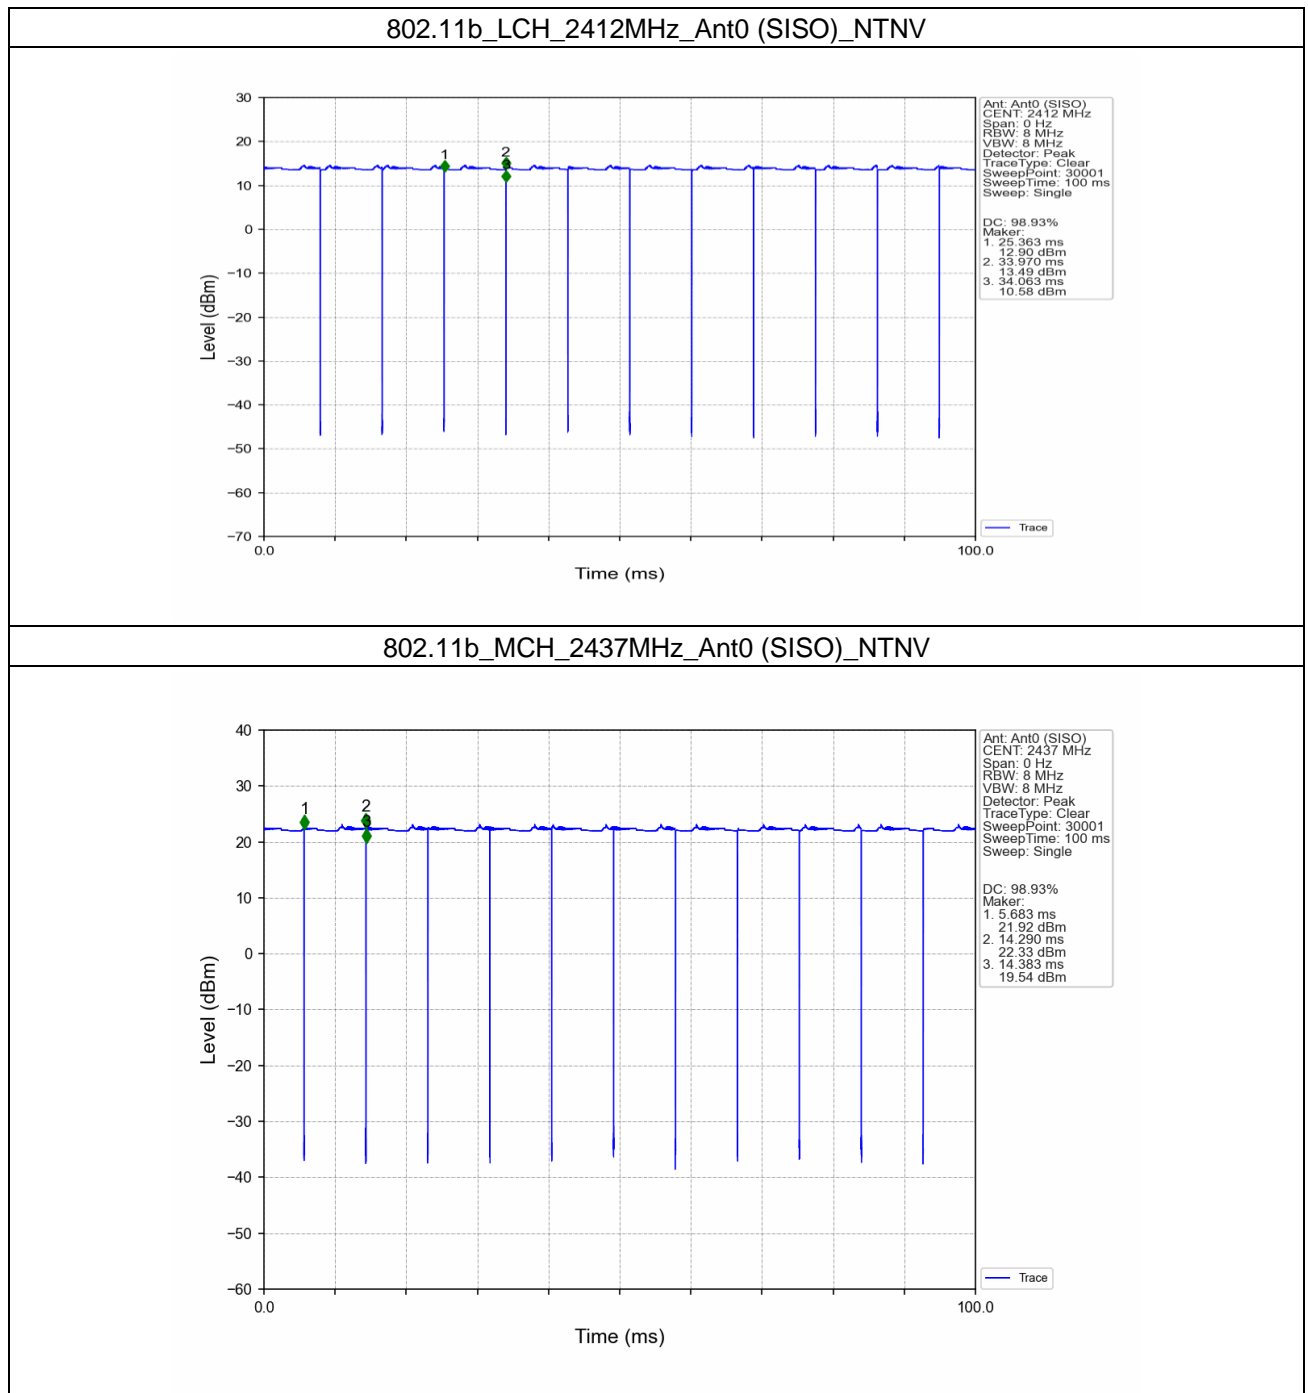 802.11b_LCH_2412MHz_Ant0 (SISO)_NTNV
30
20
10
0
−10
−20
−30
−40
−50
−60
−70
Level (dBm)
1
2
3
0.0
100.0
Time (ms)
Ant: Ant0 (SISO)
CENT: 2412 MHz
Span: 0 Hz
RBW: 8 MHz
VBW: 8 MHz
Detector: Peak
TraceType: Clear
SweepPoint: 30001
SweepTime: 100 ms
Sweep: Single
DC: 98.93%
Maker:
1. 25.363 ms
12.90 dBm
2. 33.970 ms
13.49 dBm
3. 34.063 ms
10.58 dBm
Trace
802.11b_MCH_2437MHz_Ant0 (SISO)_NTNV
40
30
20
10
0
−10
−20
−30
−40
−50
−60
Level (dBm)
1
2
3
0.0
100.0
Time (ms)
Ant: Ant0 (SISO)
CENT: 2437 MHz
Span: 0 Hz
RBW: 8 MHz
VBW: 8 MHz
Detector: Peak
TraceType: Clear
SweepPoint: 30001
SweepTime: 100 ms
Sweep: Single
DC: 98.93%
Maker:
1. 5.683 ms
21.92 dBm
2. 14.290 ms
22.33 dBm
3. 14.383 ms
19.54 dBm
Trace